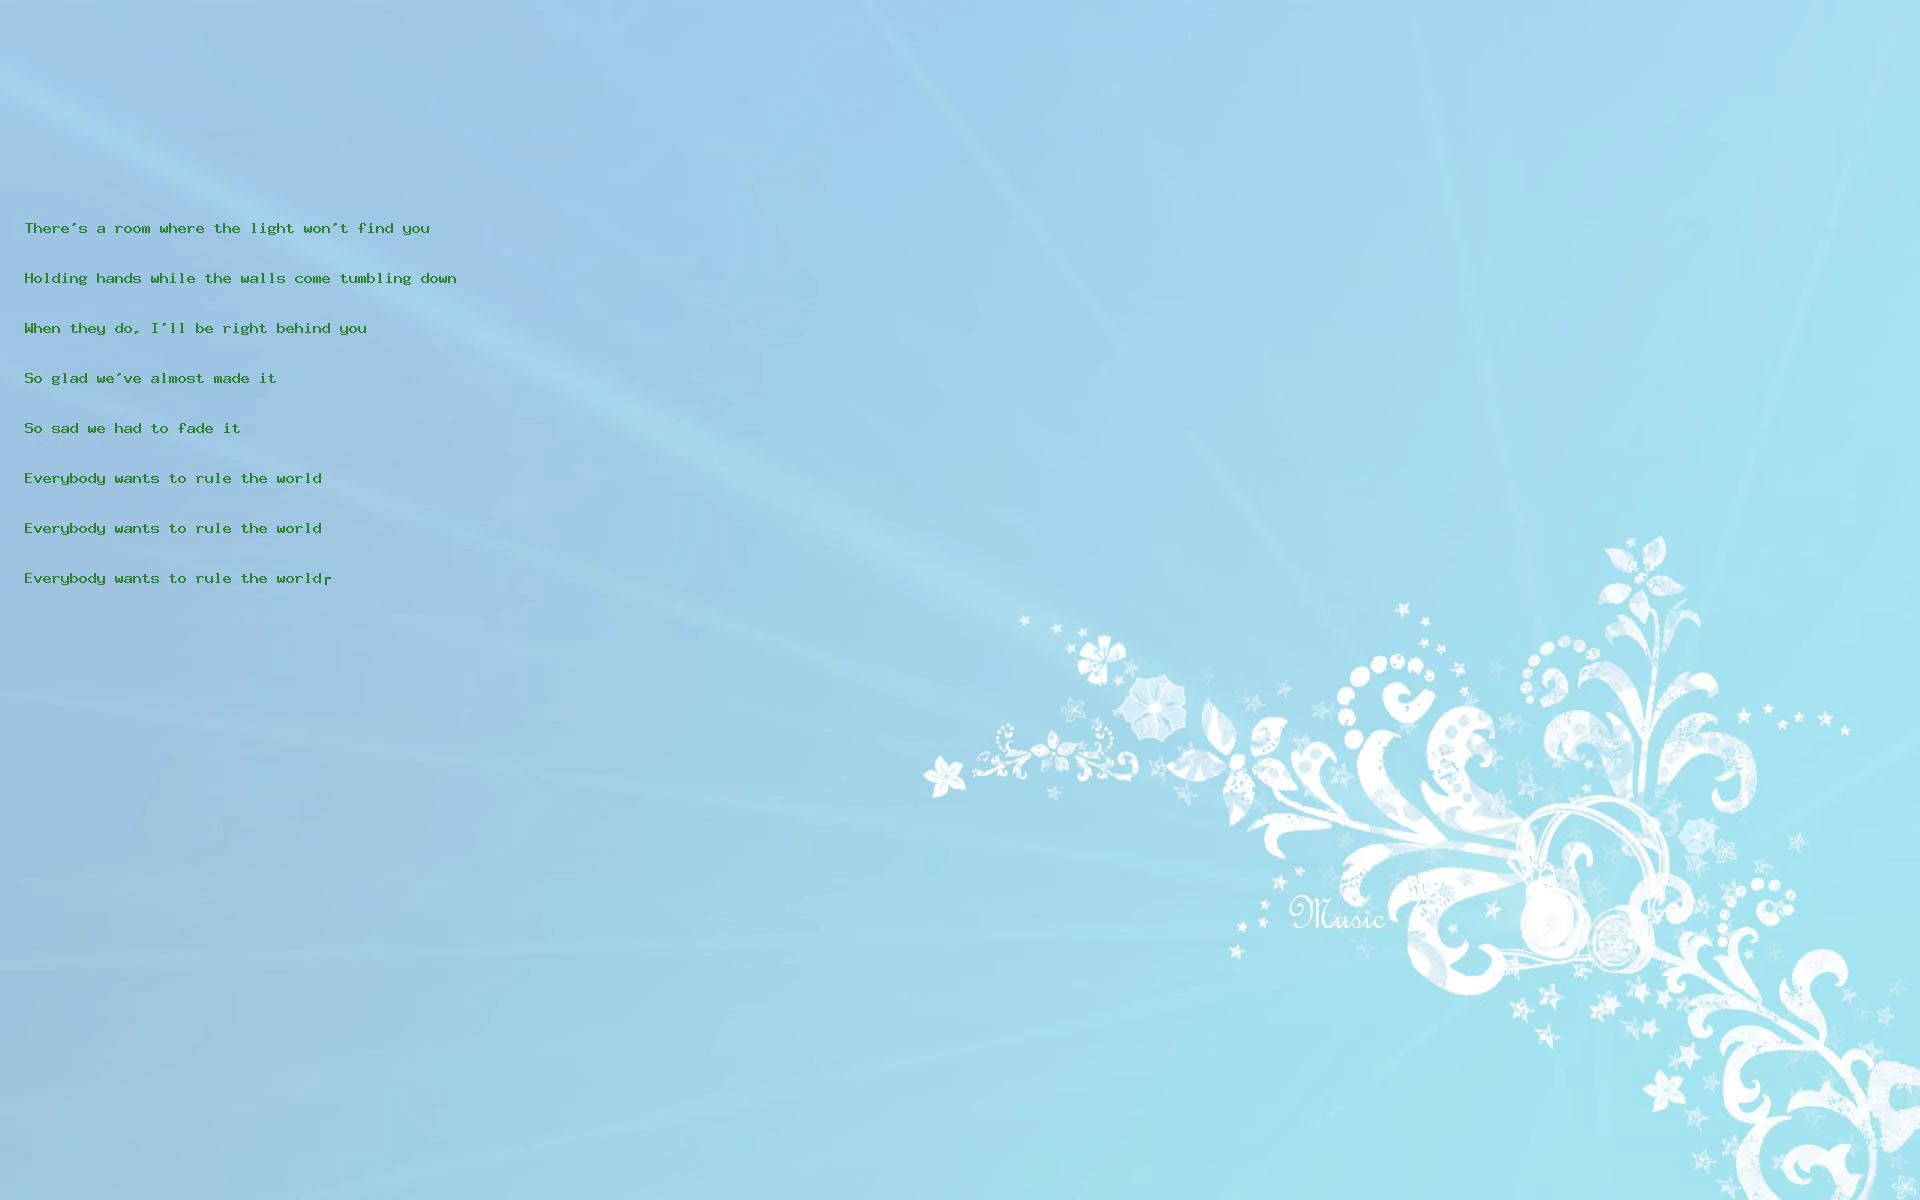 There's a room where the light won't find you
Holding hands while the walls come tumbling down
When they do, I'll be right behind you
So glad we've almost made it
So sad we had to fade it
Everybody wants to rule the world
Everybody wants to rule the world
Everybody wants to rule the world┌
Music